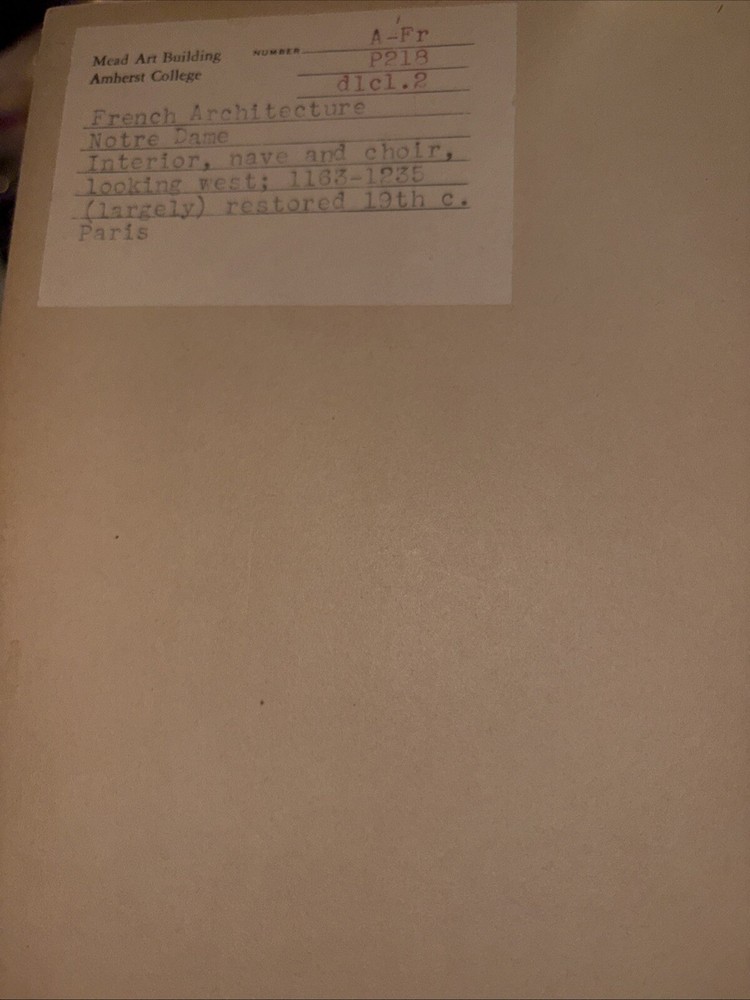 Mead Art Building
Amherst College
NUMBER
A-Fr
P218
dlcl.2
French Architecture
Notre Dame
Interior, nave and choir,
looking west; 1163-1235
(largely) restored 19th c.
Paris